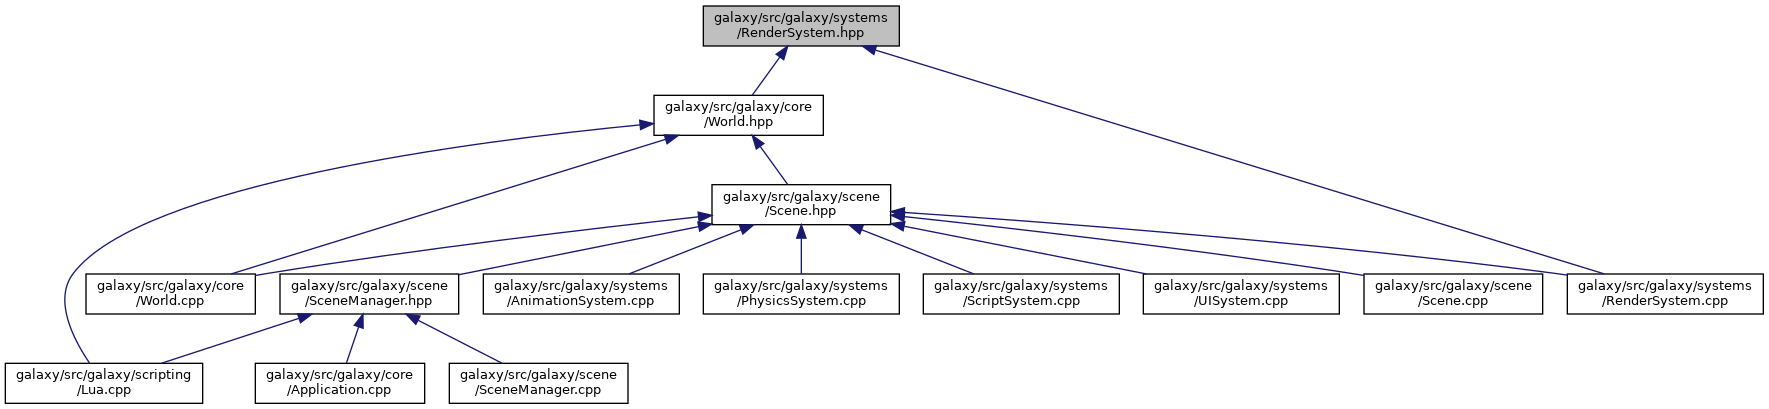 galaxy/src/galaxy/systems
/RenderSystem.hpp
galaxy/src/galaxy/core
/World.hpp
galaxy/src/galaxy/scene
/Scene.hpp
galaxy/src/galaxy/core
/World.cpp
galaxy/src/galaxy/scene
/SceneManager.hpp
galaxy/src/galaxy/systems
/AnimationSystem.cpp
galaxy/src/galaxy/systems
/PhysicsSystem.cpp
galaxy/src/galaxy/systems
/ScriptSystem.cpp
galaxy/src/galaxy/systems
/UISystem.cpp
galaxy/src/galaxy/scene
/Scene.cpp
galaxy/src/galaxy/systems
/RenderSystem.cpp
galaxy/src/galaxy/scripting
/Lua.cpp
galaxy/src/galaxy/core
/Application.cpp
galaxy/src/galaxy/scene
/SceneManager.cpp